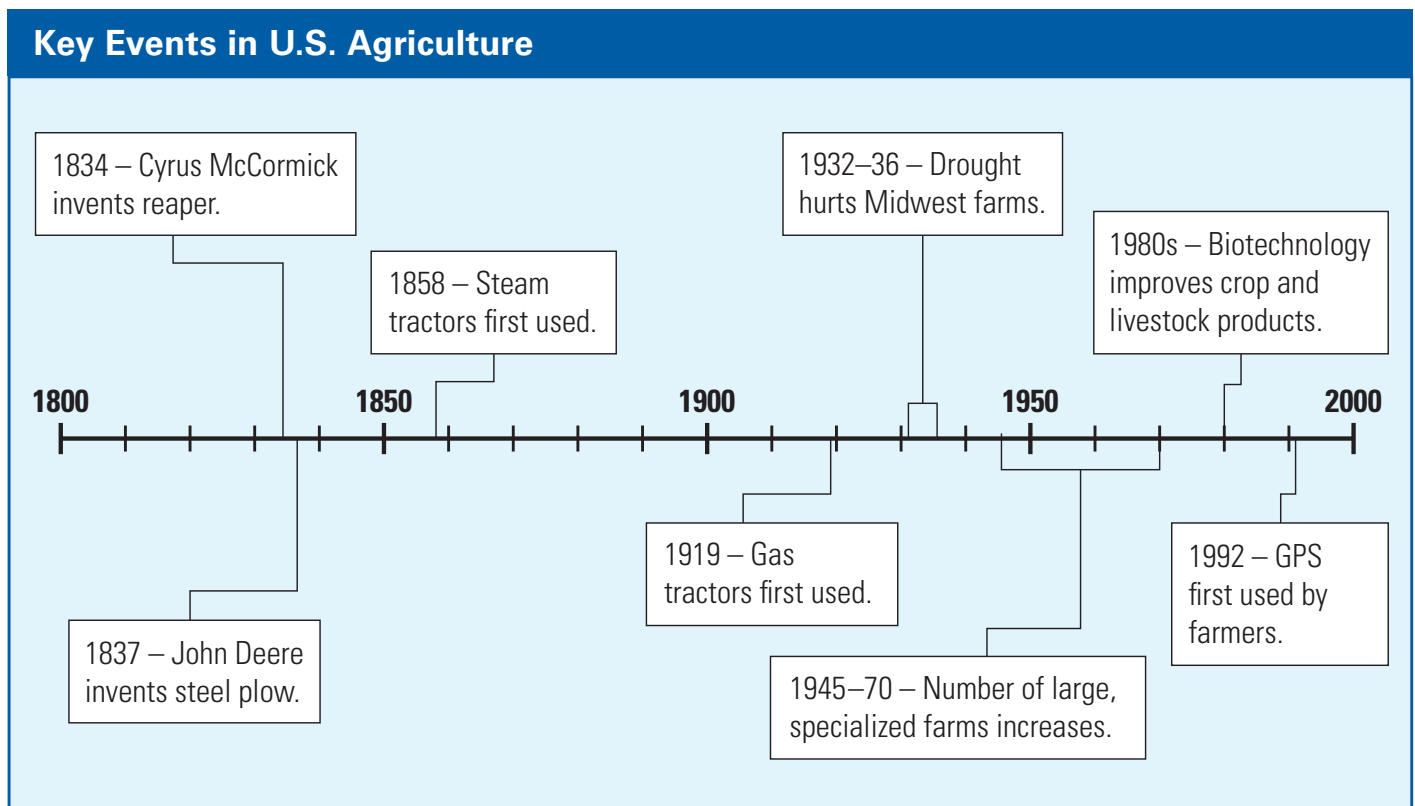 Key Events in U.S. Agriculture
1834 – Cyrus McCormick
invents reaper.
1858 – Steam
tractors first used.
1932–36 – Drought
hurts Midwest farms.
1980s – Biotechnology
improves crop and
livestock products.
1800
1850
1900
1950
2000
1837 – John Deere
invents steel plow.
1919 – Gas
tractors first used.
1945–70 – Number of large,
specialized farms increases.
1992 – GPS
first used by
farmers.